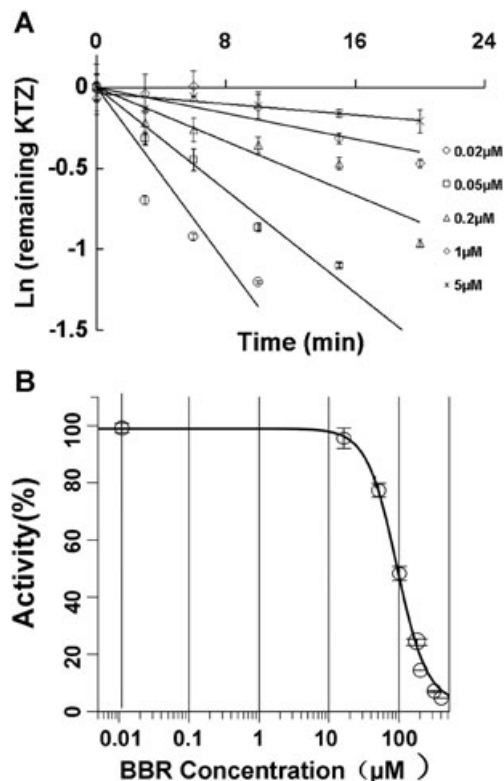 A
0 8 16 24
0
-0.5
-1
-1.5
Ln (remaining KTZ)
Time (min)
0.02μM
0.05μM
0.2μM
1μM
5μM
B
100
80
60
40
20
0
Activity(%)
0.01 0.1 1 10 100
BBR Concentration (μM)